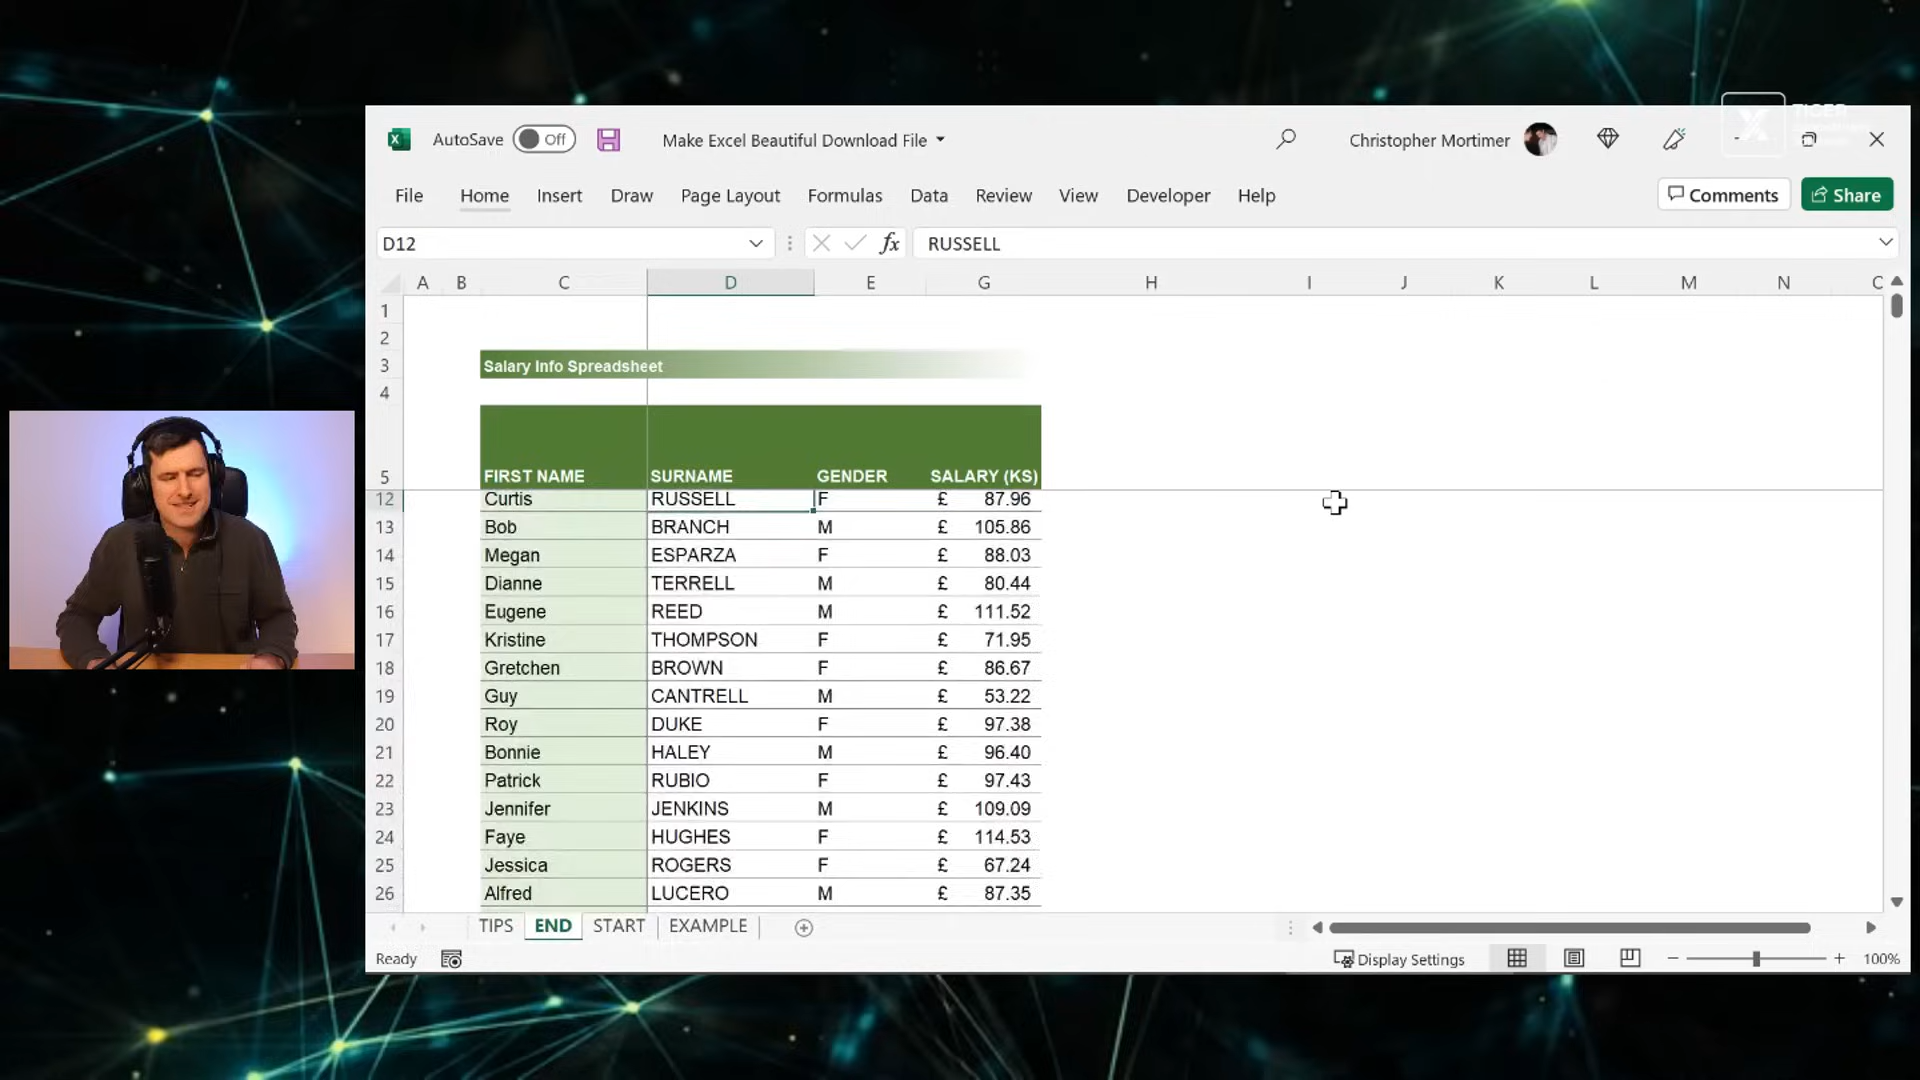 AutoSave Off Make Excel Beautiful Download File Christopher Mortimer
File Home Insert Draw Page Layout Formulas Data Review View Developer Help Comments Share
D12 fx RUSSELL
A B C D E G H I J K L M N
1
2
3 Salary Info Spreadsheet
4
5 FIRST NAME SURNAME GENDER SALARY (KS)
12 Curtis RUSSELL F £ 87.96
13 Bob BRANCH M £ 105.86
14 Megan ESPARZA F £ 88.03
15 Dianne TERRELL M £ 80.44
16 Eugene REED M £ 111.52
17 Kristine THOMPSON F £ 71.95
18 Gretchen BROWN F £ 86.67
19 Guy CANTRELL M £ 53.22
20 Roy DUKE F £ 97.38
21 Bonnie HALEY M £ 96.40
22 Patrick RUBIO F £ 97.43
23 Jennifer JENKINS M £ 109.09
24 Faye HUGHES F £ 114.53
25 Jessica ROGERS F £ 67.24
26 Alfred LUCERO M £ 87.35
TIPS END START EXAMPLE
Ready Display Settings 100%